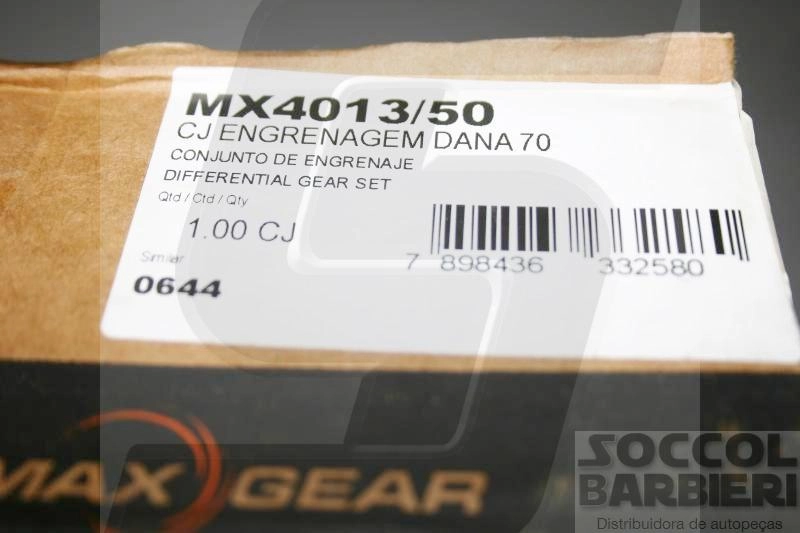 MX4013/50
CJ ENGRENAGEM DANA 70
CONJUNTO DE ENGRENAJE
DIFFERENTIAL GEAR SET
Qtd / Ctd / Qty
1.00 CJ
7 898436 332580
Similar
0644
MAX GEAR
SOCCOL
BARBIERI
Distribuidora de autopeças